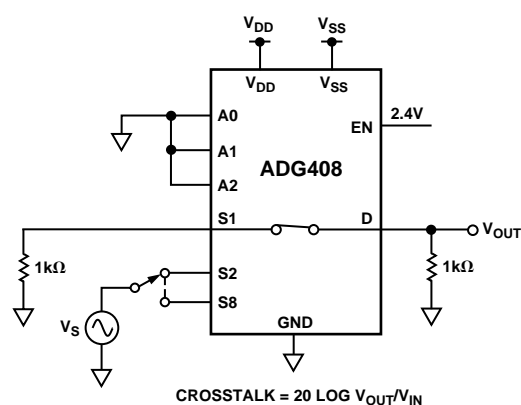 VDD VSS
VDD VSS
A0
2.4V
EN
A1
ADG408
A2
S1 D
VOUT
1kΩ
S2
1kΩ
S8
VS
GND
CROSSTALK = 20 LOG VOUT/VIN